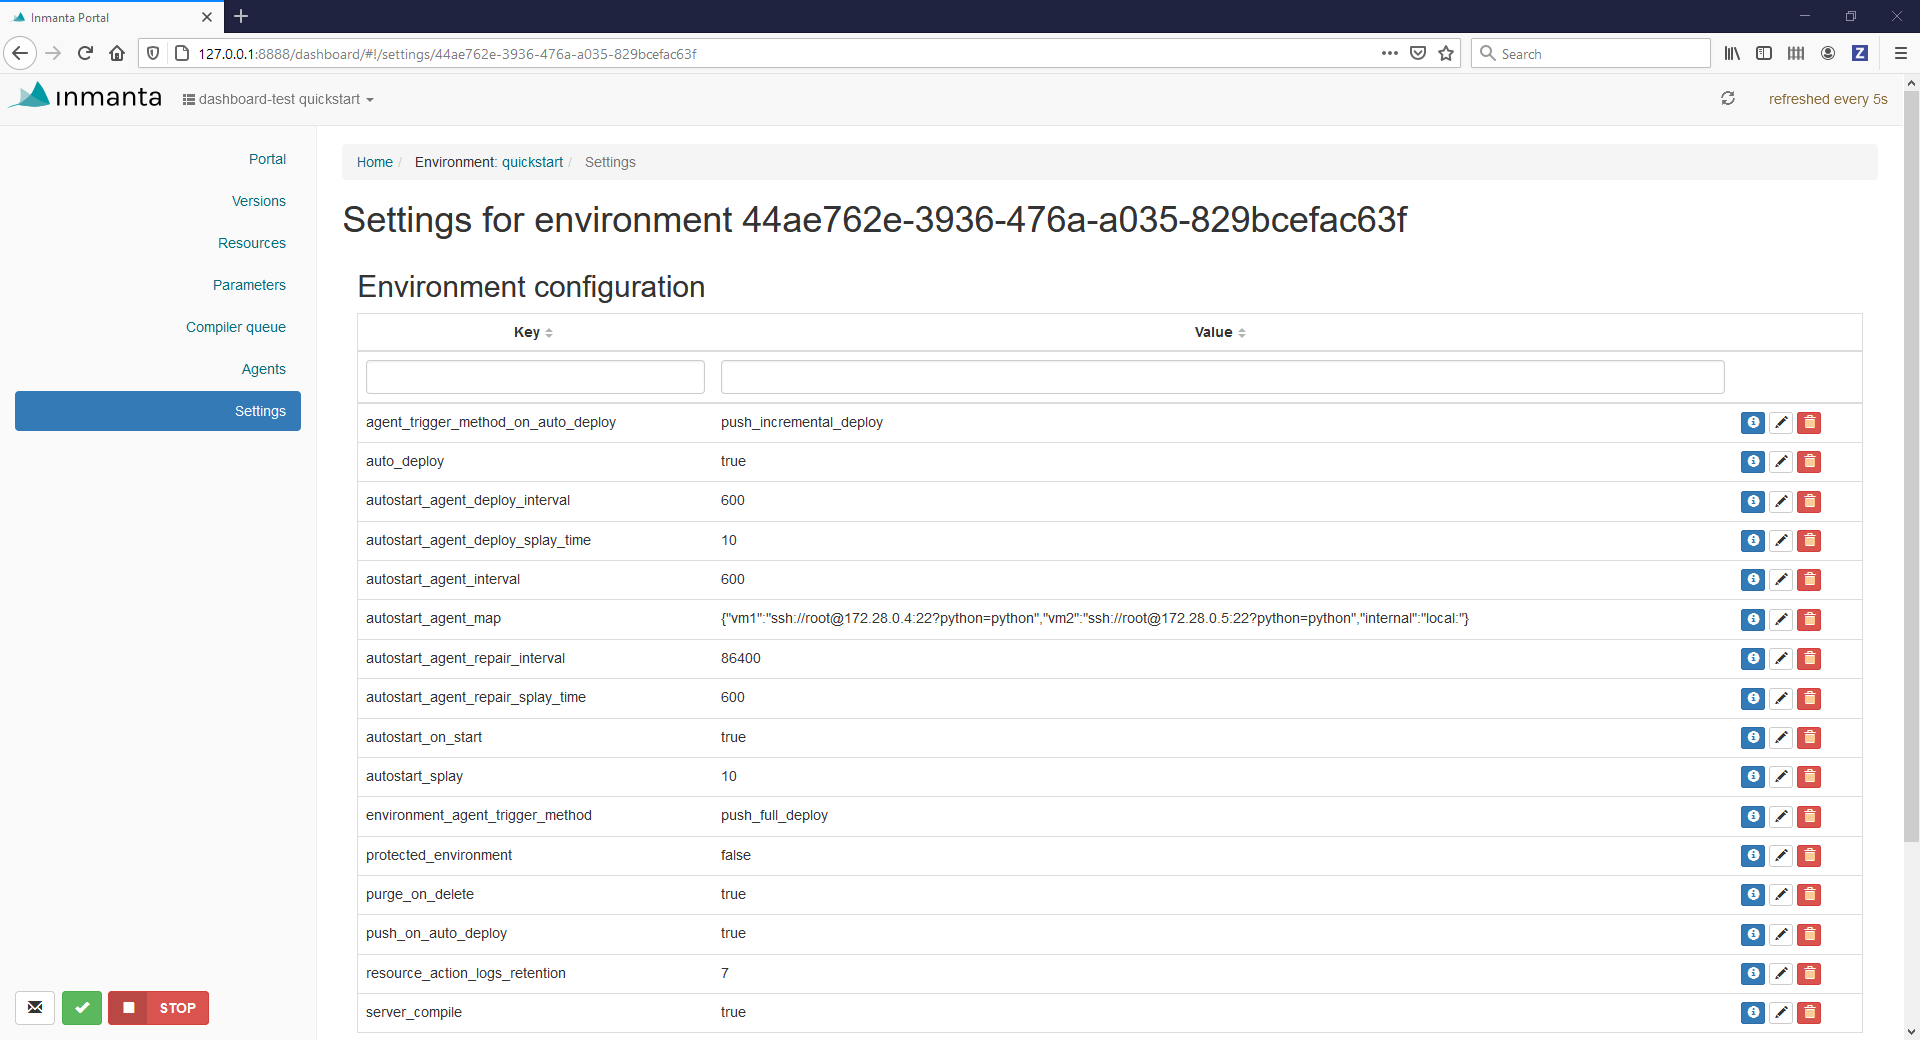 Inmanta Portal
127.0.0.1:8888/dashboard/#!/settings/44ae762e-3936-476a-a035-829bcefac63f
Search
Z
inmanta
dashboard-test quickstart
refreshed every 5s
Portal
Versions
Resources
Parameters
Compiler queue
Agents
Settings
Home / Environment: quickstart / Settings
Settings for environment 44ae762e-3936-476a-a035-829bcefac63f
Environment configuration
Key Value
agent_trigger_method_on_auto_deploy push_incremental_deploy
auto_deploy true
autostart_agent_deploy_interval 600
autostart_agent_deploy_splay_time 10
autostart_agent_interval 600
autostart_agent_map {"vm1":"ssh://root@172.28.0.4:22?python=python","vm2":"ssh://root@172.28.0.5:22?python=python","internal":"local:"}
autostart_agent_repair_interval 86400
autostart_agent_repair_splay_time 600
autostart_on_start true
autostart_splay 10
environment_agent_trigger_method push_full_deploy
protected_environment false
purge_on_delete true
push_on_auto_deploy true
resource_action_logs_retention 7
server_compile true
STOP